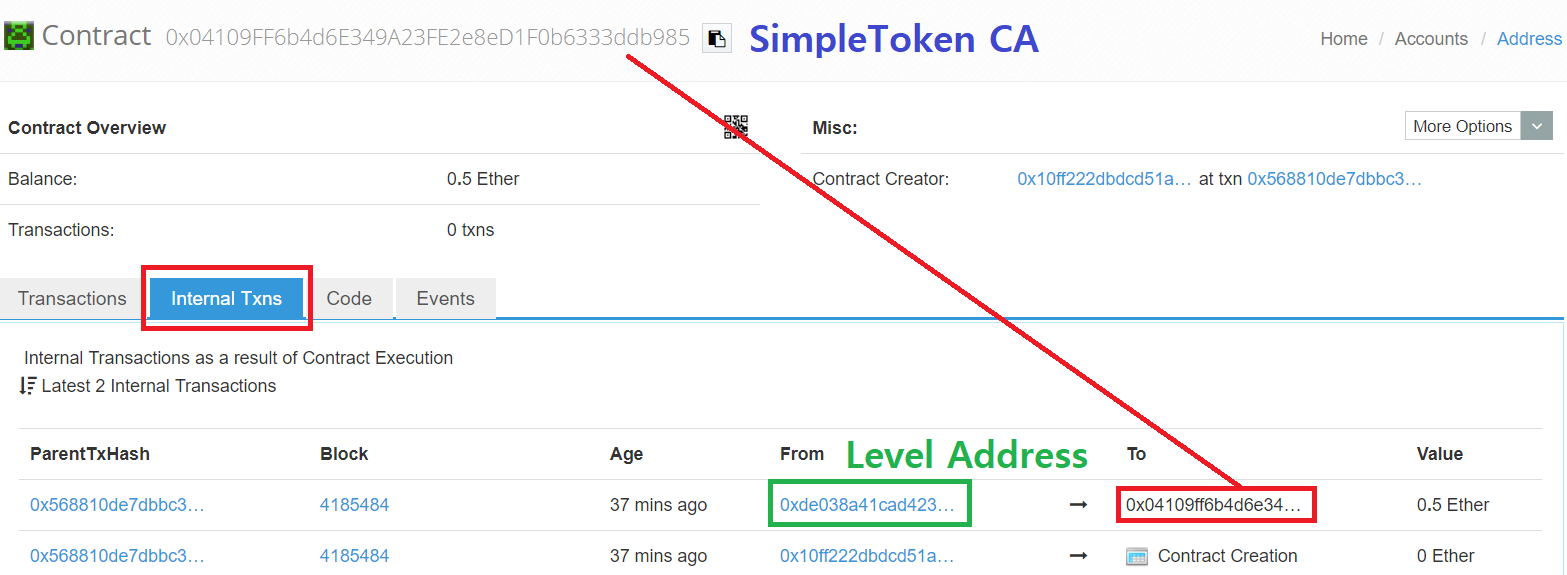 Contract 0x04109FF6b4d6E349A23FE2e8eD1F0b6333ddb985 SimpleToken CA Home / Accounts / Address
Contract Overview Misc: More Options
Balance: 0.5 Ether Contract Creator: 0x10ff222dbdcd51a... at txn 0x568810de7dbbc3...
Transactions: 0 txns
Transactions Internal Txns Code Events
Internal Transactions as a result of Contract Execution
Latest 2 Internal Transactions
ParentTxHash Block Age From Level Address To Value
0x568810de7dbbc3... 4185484 37 mins ago 0xde038a41cad423... → 0x04109ff6b4d6e34... 0.5 Ether
0x568810de7dbbc3... 4185484 37 mins ago 0x10ff222dbdcd51a... → Contract Creation 0 Ether